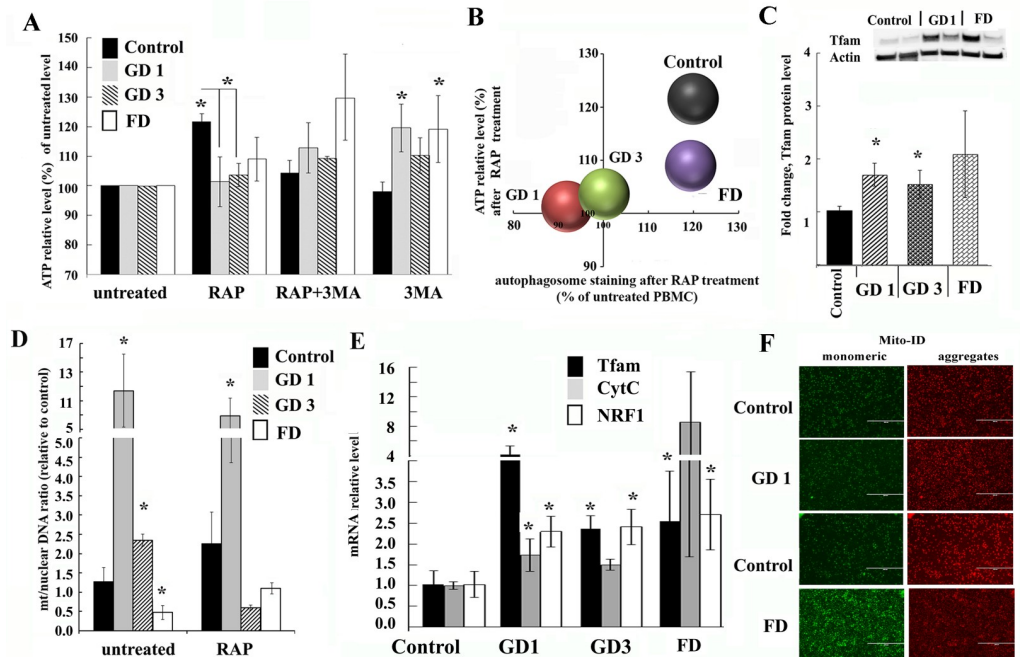 A
Control
GD 1
GD 3
FD
ATP relative level (%) of untreated level
150
140
130
120
110
100
90
80
70
*
*
*
*
untreated
RAP
RAP+3MA
3MA
B
ATP relative level (%)
after RAP treatment
130
120
110
90
Control
FD
GD 3
GD 1
80
90
100
100
110
120
130
autophagosome staining after RAP treatment
(% of untreated PBMC)
C
Control | GD 1 | FD
Tfam
Actin
Fold change, Tfam protein level
4
3
2
1
0
*
*
Control
GD 1
GD 3
FD
D
Control
GD 1
GD 3
FD
mt/nuclear DNA ratio (relative to control)
17
13
11
5
5.0
2.5
1.5
1.0
0.5
0.0
*
*
*
*
untreated
RAP
E
Tfam
CytC
NRF1
mRNA relative level
16
12
8
4
4.0
3.5
3.0
2.5
2.0
1.5
1.0
0.5
0.0
*
*
*
*
*
*
*
Control
GD1
GD3
FD
F
Mito-ID
monomeric
aggregates
Control
GD 1
Control
FD